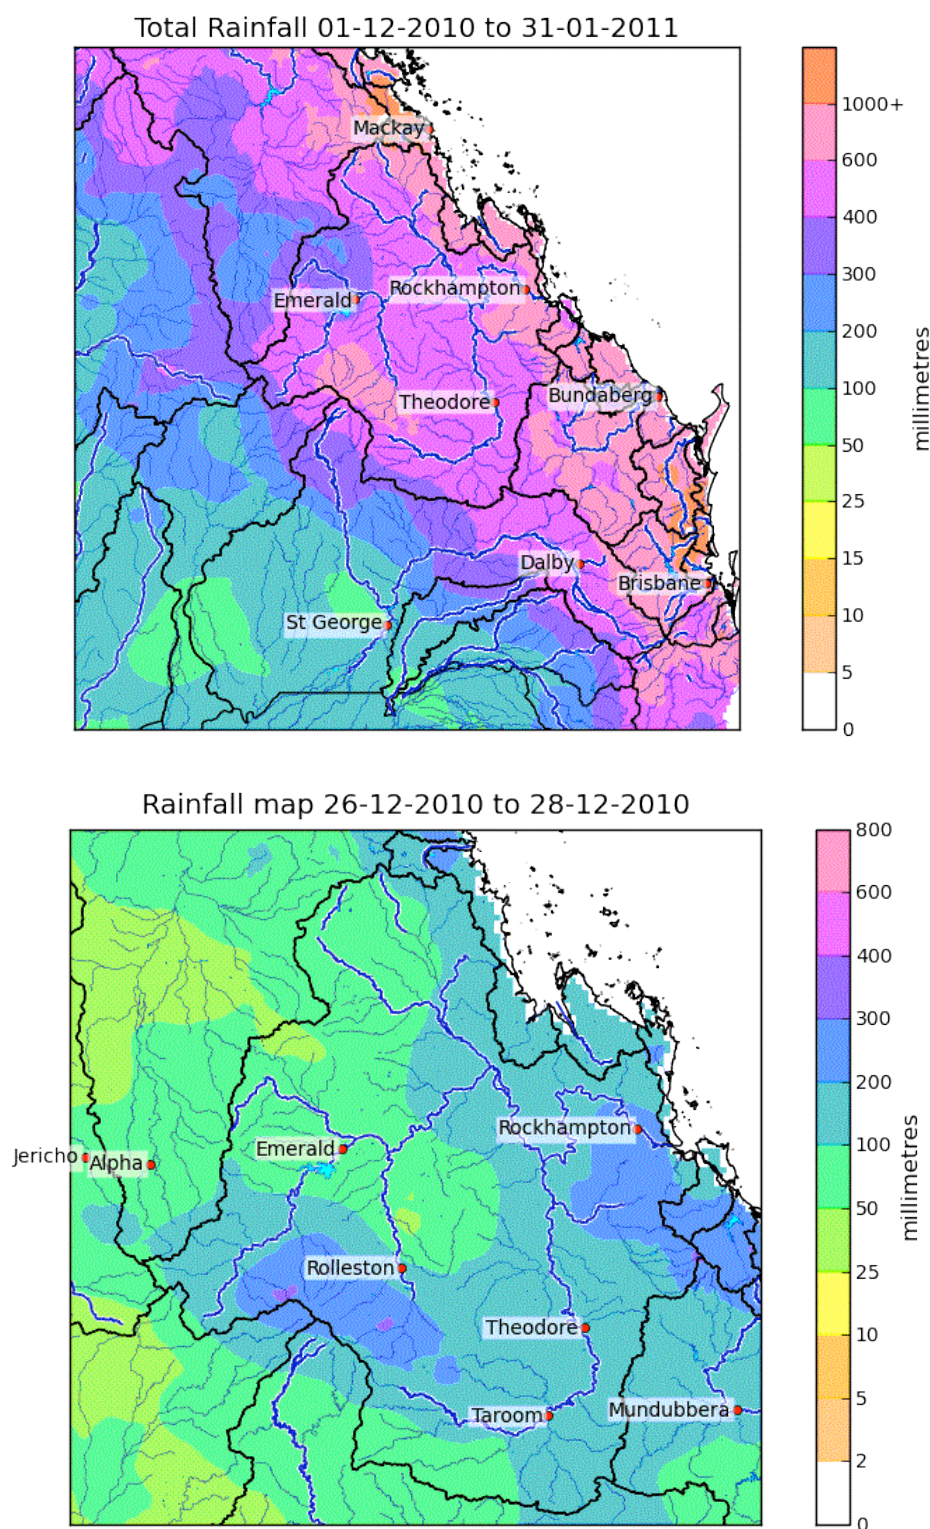 Total Rainfall 01-12-2010 to 31-01-2011
Mackay
Emerald
Rockhampton
Theodore
Bundaberg
Dalby
Brisbane
St George
1000+
600
400
300
200
100
50
25
15
10
5
0
millimetres
Rainfall map 26-12-2010 to 28-12-2010
Jericho
Alpha
Emerald
Rockhampton
Rolleston
Theodore
Taroom
Mundubbera
800
600
400
300
200
100
50
25
10
5
2
0
millimetres